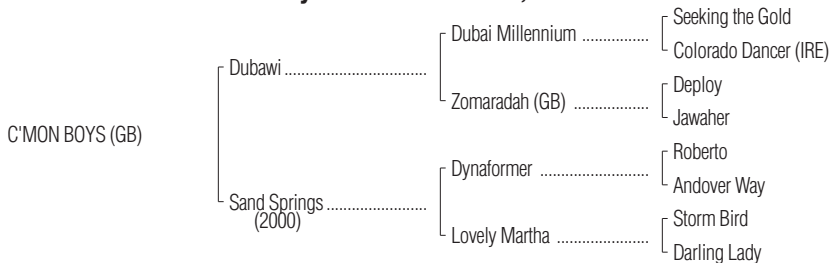 Seeking the Gold
Dubai Millennium ................
Colorado Dancer (IRE)
Dubawi ..................................
Deploy
Zomaradah (GB) ..................
Jawaher
C'MON BOYS (GB)
Roberto
Dynaformer ..........................
Andover Way
Sand Springs ........................
(2000)
Storm Bird
Lovely Martha ......................
Darling Lady